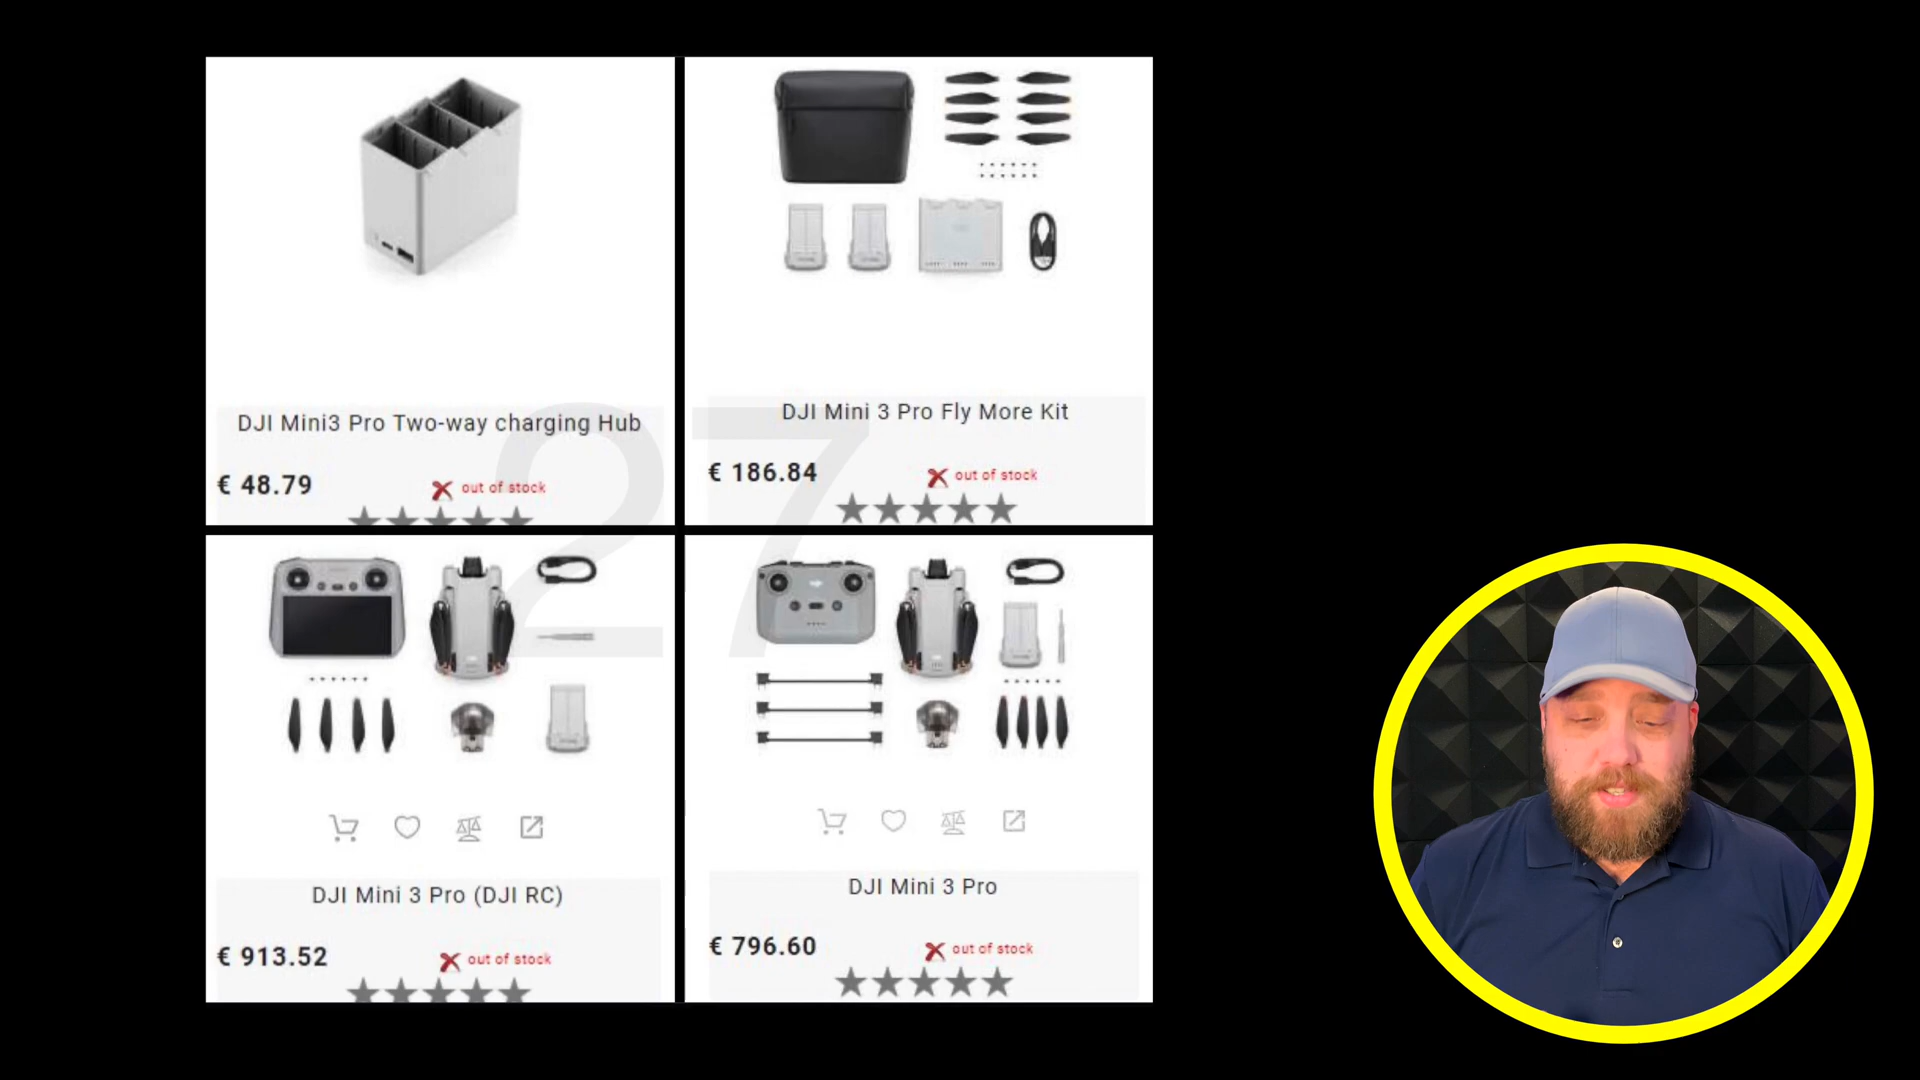 DJI Mini3 Pro Two-way charging Hub
€ 48.79
out of stock
DJI Mini 3 Pro Fly More Kit
€ 186.84
out of stock
27
DJI Mini 3 Pro (DJI RC)
€ 913.52
out of stock
DJI Mini 3 Pro
€ 796.60
out of stock